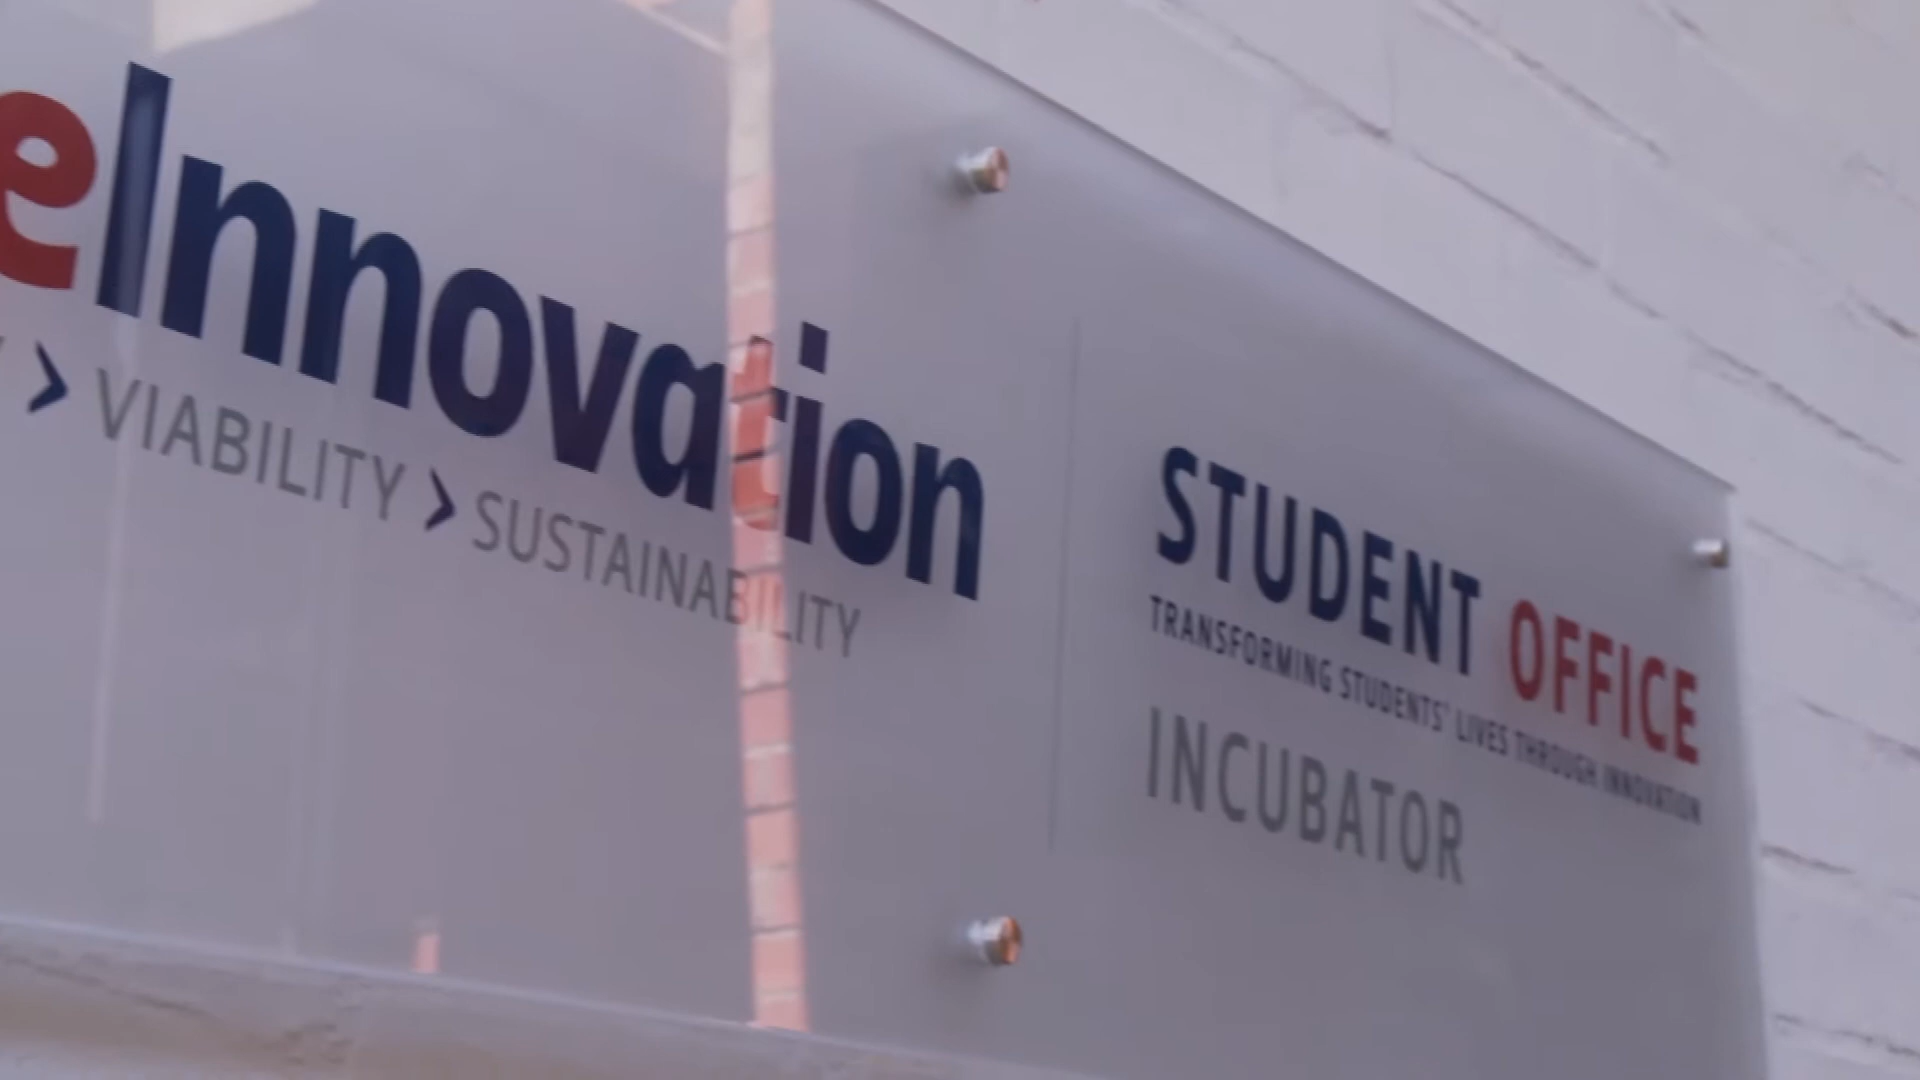 eInnovation
> VIABILITY > SUSTAINABILITY
STUDENT OFFICE
TRANSFORMING STUDENTS' LIVES THROUGH INNOVATION
INCUBATOR